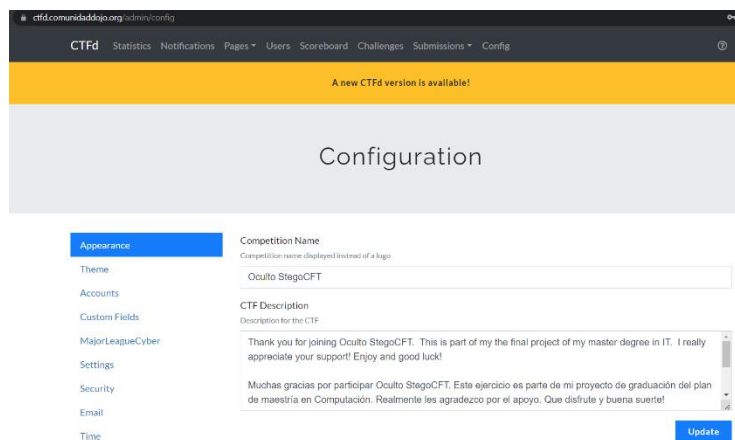 ctfd.comunidaddojo.org/admin/config
CTFd Statistics Notifications Pages Users Scoreboard Challenges Submissions Config
A new CTFd version is available!
Configuration
Appearance
Theme
Accounts
Custom Fields
MajorLeagueCyber
Settings
Security
Email
Time
Competition Name
Competition name displayed instead of a logo
Oculto StegoCFT
CTF Description
Description for the CTF
Thank you for joining Oculto StegoCFT. This is part of my the final project of my master degree in IT. I really
appreciate your support! Enjoy and good luck!
Muchas gracias por participar Oculto StegoCFT. Este ejercicio es parte de mi proyecto de graduación del plan
de maestría en Computación. Realmente les agradezco por el apoyo. Que disfrute y buena suerte!
Update